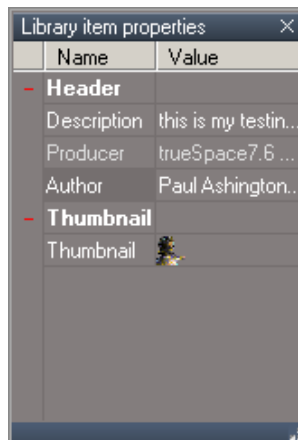 Library item properties
Name Value
Header
Description this is my testin...
Producer trueSpace7.6 ...
Author Paul Ashington...
Thumbnail
Thumbnail